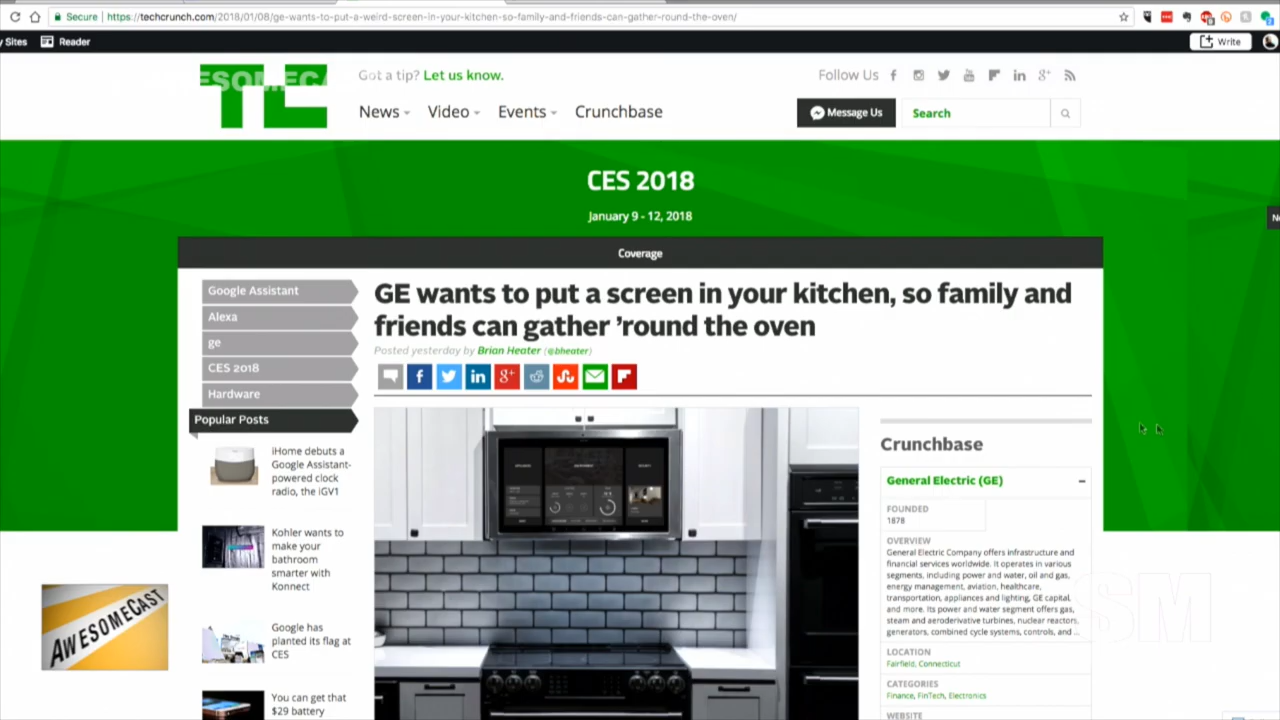 Secure
https://techcrunch.com/2018/01/08/ge-wants-to-put-a-weird-screen-in-your-kitchen-so-family-and-friends-can-gather-round-the-oven/
y Sites
Reader
Write
Got a tip? Let us know.
Follow Us
News
Video
Events
Crunchbase
Message Us
Search
CES 2018
January 9 - 12, 2018
Coverage
Google Assistant
Alexa
ge
CES 2018
Hardware
Popular Posts
iHome debuts a
Google Assistant-
powered clock
radio, the iGV1
Kohler wants to
make your
bathroom
smarter with
Konnect
Google has
planted its flag at
CES
You can get that
$29 battery
GE wants to put a screen in your kitchen, so family and
friends can gather ’round the oven
Posted yesterday by Brian Heater (@bheater)
Crunchbase
General Electric (GE)
FOUNDED
1878
OVERVIEW
General Electric Company offers infrastructure and
financial services worldwide. It operates in various
segments, including power and water, oil and gas,
energy management, aviation, healthcare,
transportation, appliances and lighting, GE capital,
and more. Its power and water segment offers gas,
steam and aeroderivative turbines, nuclear reactors,
generators, combined cycle systems, controls, and ...
LOCATION
Fairfield, Connecticut
CATEGORIES
Finance, FinTech, Electronics
WEBSITE
AWESOMECAST
SM